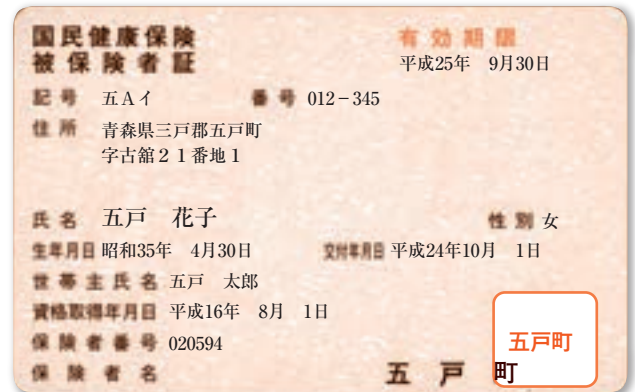 国民健康保険 有効期限
被保険者証 平成25年 9月30日
記号 五Aイ 番号 012－345
住所 青森県三戸郡五戸町
字古舘２１番地１
氏名 五戸 花子 性別 女
生年月日 昭和35年 4月30日 交付年月日 平成24年10月 1日
世帯主氏名 五戸 太郎
資格取得年月日 平成16年 8月 1日
保険者番号 020594
保険者名 五戸町
五戸町